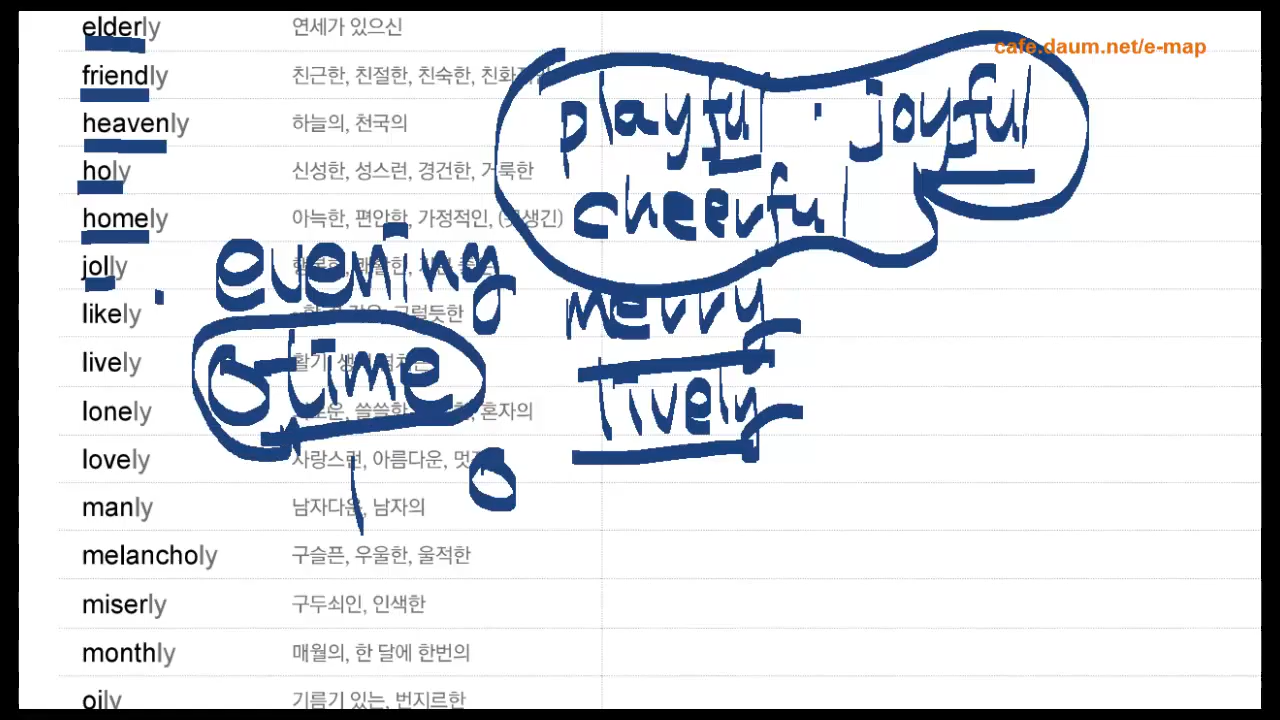 cafe.daum.net/e-map
elderly 연세가 있으신
friendly 친근한, 친절한, 친숙한,
playful · joyful
heavenly 하늘의, 천국의
holy 신성한, 성스런, 경건한, 거룩한
cheerful
homely 아늑한, 편안한, 가정적인,
evening
jolly
merry
likely 그럴듯한
time
lively 활기
lively
lonely 쓸쓸한, 혼자의
lovely 사랑스런, 아름다운,
manly 남자다운, 남자의
melancholy 구슬픈, 우울한, 울적한
miserly 구두쇠인, 인색한
monthly 매월의, 한 달에 한번의
oily 기름기 있는, 번지르한